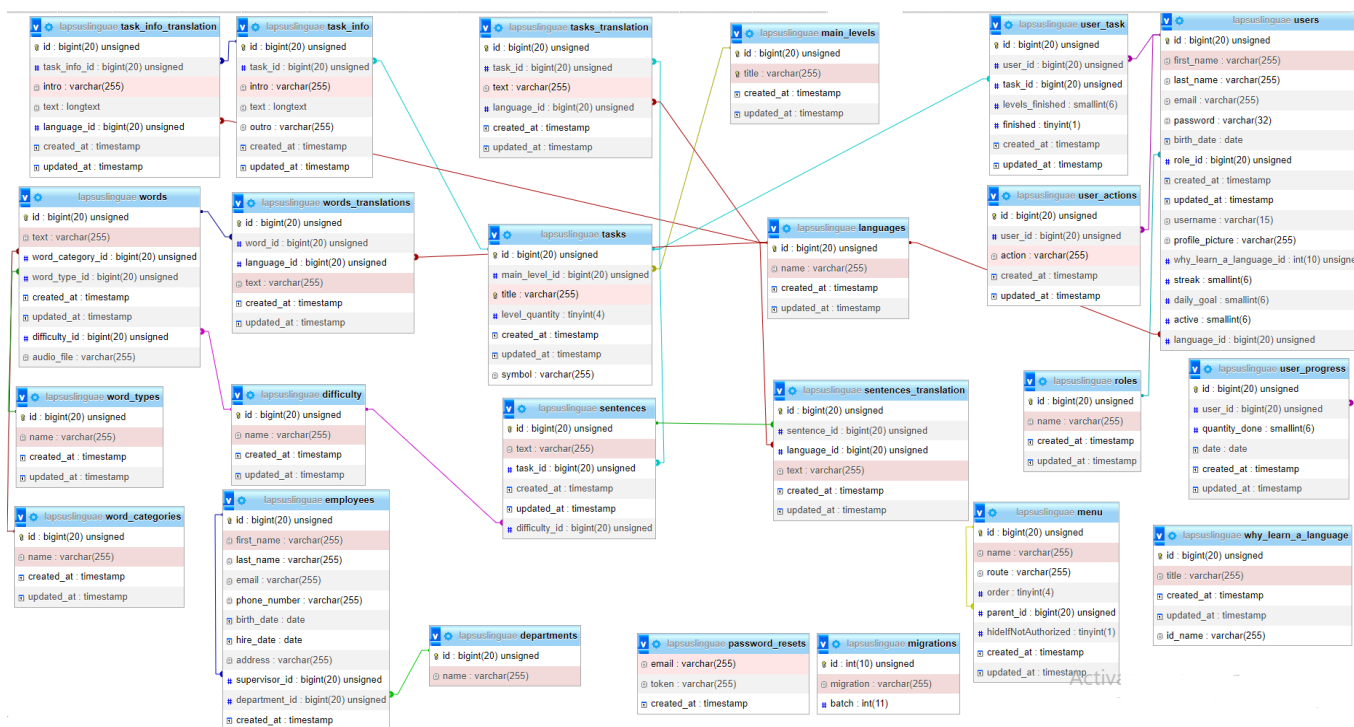 lapsuslinguae task_info_translation
id : bigint(20) unsigned
task_info_id : bigint(20) unsigned
intro : varchar(255)
text : longtext
language_id : bigint(20) unsigned
created_at : timestamp
updated_at : timestamp
lapsuslinguae task_info
id : bigint(20) unsigned
task_id : bigint(20) unsigned
intro : varchar(255)
text : longtext
outro : varchar(255)
created_at : timestamp
updated_at : timestamp
lapsuslinguae tasks_translation
id : bigint(20) unsigned
task_id : bigint(20) unsigned
text : varchar(255)
language_id : bigint(20) unsigned
created_at : timestamp
updated_at : timestamp
lapsuslinguae main_levels
id : bigint(20) unsigned
title : varchar(255)
created_at : timestamp
updated_at : timestamp
lapsuslinguae user_task
id : bigint(20) unsigned
user_id : bigint(20) unsigned
task_id : bigint(20) unsigned
levels_finished : smallint(6)
finished : tinyint(1)
created_at : timestamp
updated_at : timestamp
lapsuslinguae users
id : bigint(20) unsigned
first_name : varchar(255)
last_name : varchar(255)
email : varchar(255)
password : varchar(32)
birth_date : date
role_id : bigint(20) unsigned
created_at : timestamp
updated_at : timestamp
username : varchar(15)
profile_picture : varchar(255)
why_learn_a_language_id : int(10) unsigne
streak : smallint(6)
daily_goal : smallint(6)
active : smallint(6)
language_id : bigint(20) unsigned
lapsuslinguae words
id : bigint(20) unsigned
text : varchar(255)
word_category_id : bigint(20) unsigned
word_type_id : bigint(20) unsigned
created_at : timestamp
updated_at : timestamp
difficulty_id : bigint(20) unsigned
audio_file : varchar(255)
lapsuslinguae words_translations
id : bigint(20) unsigned
word_id : bigint(20) unsigned
language_id : bigint(20) unsigned
text : varchar(255)
created_at : timestamp
updated_at : timestamp
lapsuslinguae tasks
id : bigint(20) unsigned
main_level_id : bigint(20) unsigned
title : varchar(255)
level_quantity : tinyint(4)
created_at : timestamp
updated_at : timestamp
symbol : varchar(255)
lapsuslinguae languages
id : bigint(20) unsigned
name : varchar(255)
created_at : timestamp
updated_at : timestamp
lapsuslinguae user_actions
id : bigint(20) unsigned
user_id : bigint(20) unsigned
action : varchar(255)
created_at : timestamp
updated_at : timestamp
lapsuslinguae word_types
id : bigint(20) unsigned
name : varchar(255)
created_at : timestamp
updated_at : timestamp
lapsuslinguae difficulty
id : bigint(20) unsigned
name : varchar(255)
created_at : timestamp
updated_at : timestamp
lapsuslinguae sentences
id : bigint(20) unsigned
text : varchar(255)
task_id : bigint(20) unsigned
created_at : timestamp
updated_at : timestamp
difficulty_id : bigint(20) unsigned
lapsuslinguae sentences_translation
id : bigint(20) unsigned
sentence_id : bigint(20) unsigned
language_id : bigint(20) unsigned
text : varchar(255)
created_at : timestamp
updated_at : timestamp
lapsuslinguae roles
id : bigint(20) unsigned
name : varchar(255)
created_at : timestamp
updated_at : timestamp
lapsuslinguae user_progress
id : bigint(20) unsigned
user_id : bigint(20) unsigned
quantity_done : smallint(6)
date : date
created_at : timestamp
updated_at : timestamp
lapsuslinguae word_categories
id : bigint(20) unsigned
name : varchar(255)
created_at : timestamp
updated_at : timestamp
lapsuslinguae employees
id : bigint(20) unsigned
first_name : varchar(255)
last_name : varchar(255)
email : varchar(255)
phone_number : varchar(255)
birth_date : date
hire_date : date
address : varchar(255)
supervisor_id : bigint(20) unsigned
department_id : bigint(20) unsigned
created_at : timestamp
lapsuslinguae departments
id : bigint(20) unsigned
name : varchar(255)
lapsuslinguae password_resets
email : varchar(255)
token : varchar(255)
created_at : timestamp
lapsuslinguae migrations
id : int(10) unsigned
migration : varchar(255)
batch : int(11)
lapsuslinguae menu
id : bigint(20) unsigned
name : varchar(255)
route : varchar(255)
order : tinyint(4)
parent_id : bigint(20) unsigned
hideIfNotAuthorized : tinyint(1)
created_at : timestamp
updated_at : timestamp
Activa
lapsuslinguae why_learn_a_language
id : bigint(20) unsigned
title : varchar(255)
created_at : timestamp
updated_at : timestamp
id_name : varchar(255)